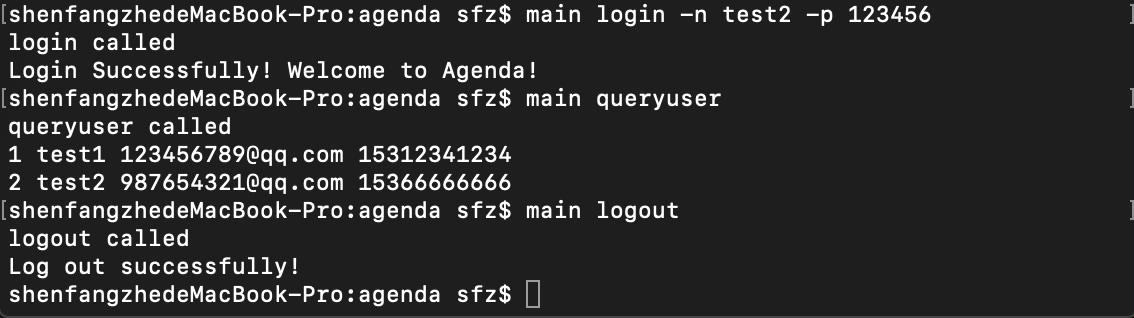 [shenfangzhedeMacBook-Pro:agenda sfz$ main login -n test2 -p 123456 ]
login called
Login Successfully! Welcome to Agenda!
[shenfangzhedeMacBook-Pro:agenda sfz$ main queryuser ]
queryuser called
1 test1 123456789@qq.com 15312341234
2 test2 987654321@qq.com 15366666666
[shenfangzhedeMacBook-Pro:agenda sfz$ main logout ]
logout called
Log out successfully!
shenfangzhedeMacBook-Pro:agenda sfz$